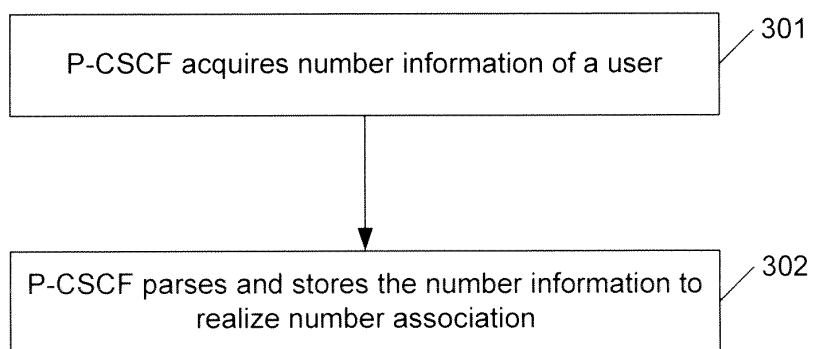 301
P-CSCF acquires number information of a user
302
P-CSCF parses and stores the number information to
realize number association